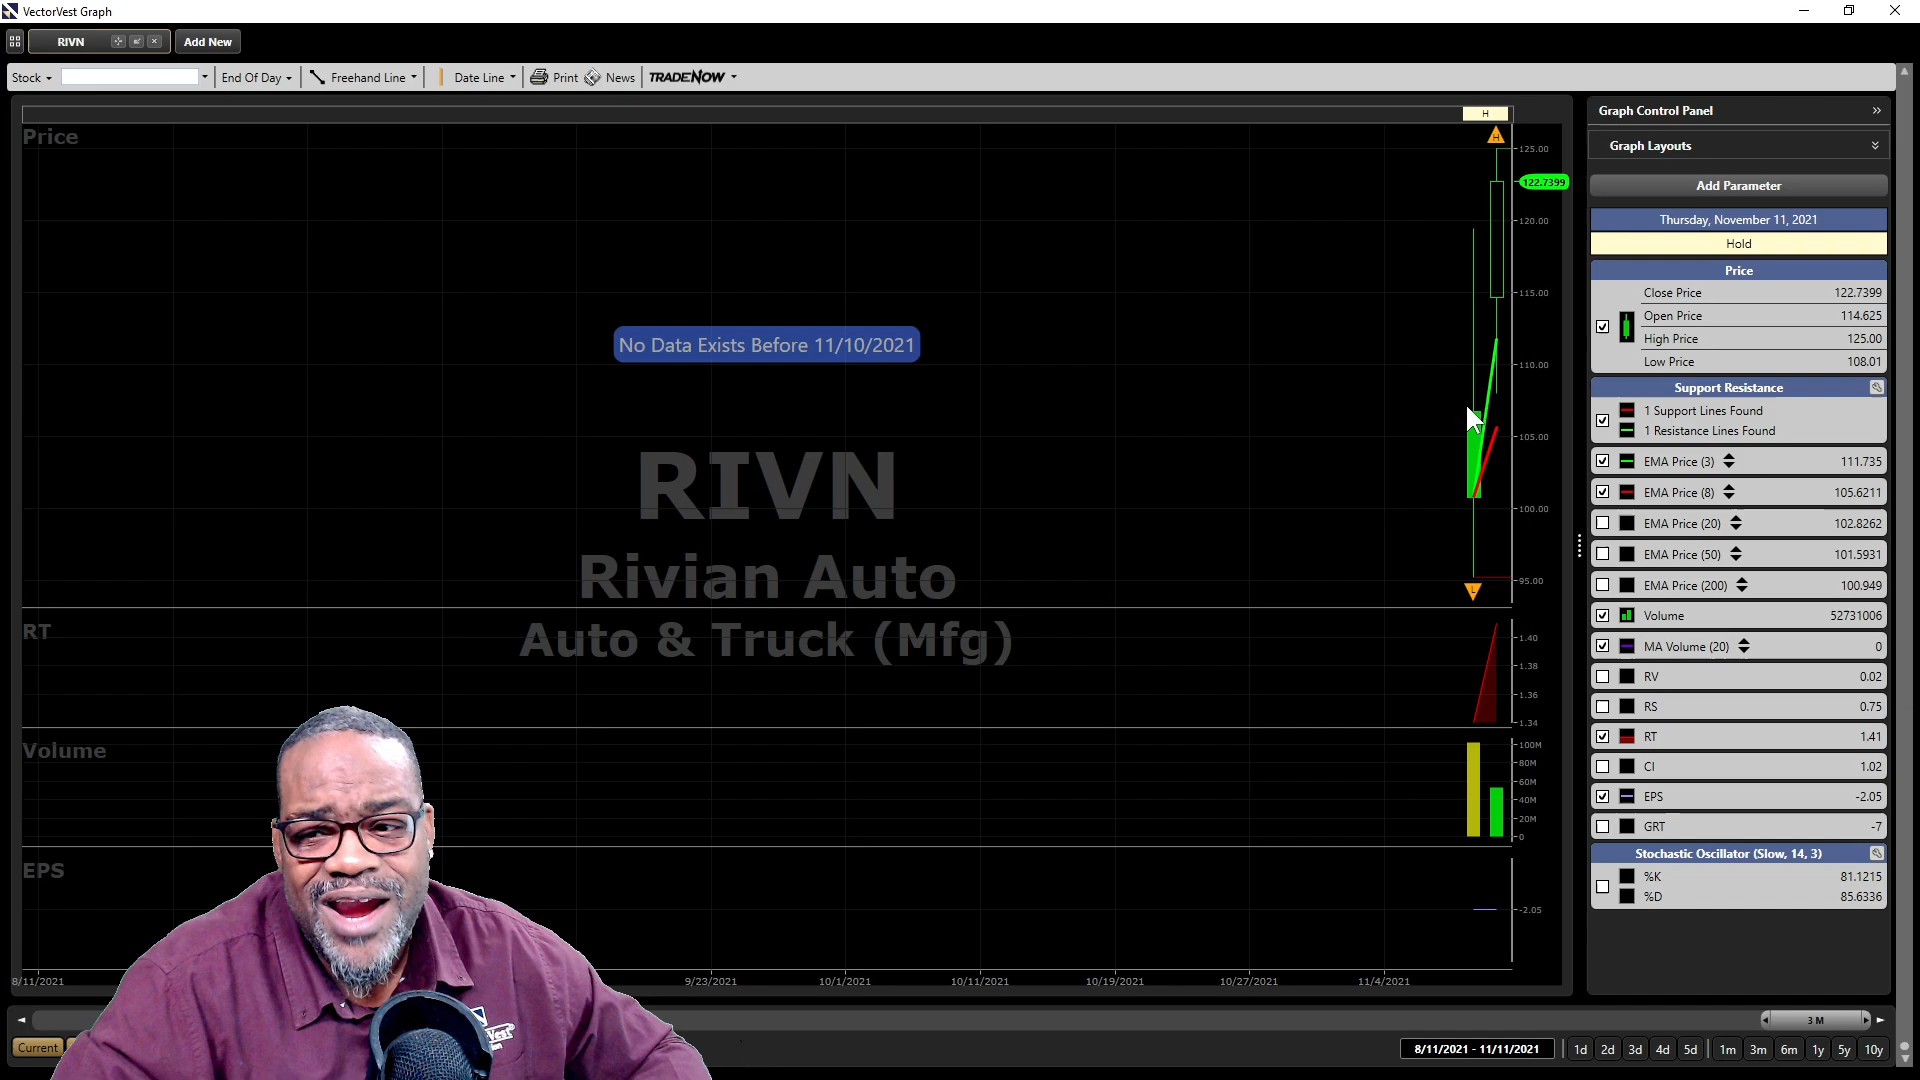 VectorVest Graph
RIVN
Add New
Stock
End Of Day
Freehand Line
Date Line
Print
News
TRADENOW
H
Price
H
125.00
122.7399
120.00
115.00
110.00
105.00
100.00
95.00
L
No Data Exists Before 11/10/2021
RIVN
Rivian Auto
Auto & Truck (Mfg)
RT
1.40
1.38
1.36
1.34
Volume
100M
80M
60M
40M
20M
0
EPS
-2.05
8/11/2021
9/23/2021
10/1/2021
10/11/2021
10/19/2021
10/27/2021
11/4/2021
3 M
Current
8/11/2021 - 11/11/2021
1d 2d 3d 4d 5d 1m 3m 6m 1y 5y 10y
Graph Control Panel
Graph Layouts
Add Parameter
Thursday, November 11, 2021
Hold
Price
Close Price 122.7399
Open Price 114.625
High Price 125.00
Low Price 108.01
Support Resistance
1 Support Lines Found
1 Resistance Lines Found
EMA Price (3) 111.735
EMA Price (8) 105.6211
EMA Price (20) 102.8262
EMA Price (50) 101.5931
EMA Price (200) 100.949
Volume 52731006
MA Volume (20) 0
RV 0.02
RS 0.75
RT 1.41
CI 1.02
EPS -2.05
GRT -7
Stochastic Oscillator (Slow, 14, 3)
%K 81.1215
%D 85.6336